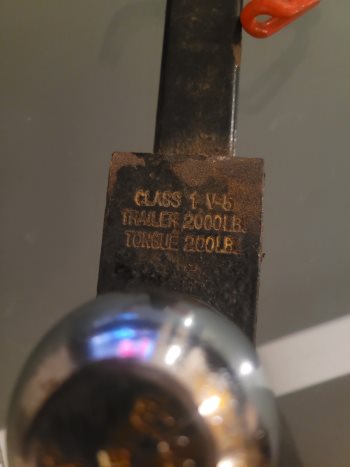 CLASS 1 V-5
TRAILER 2000LB.
TONGUE 200LB.